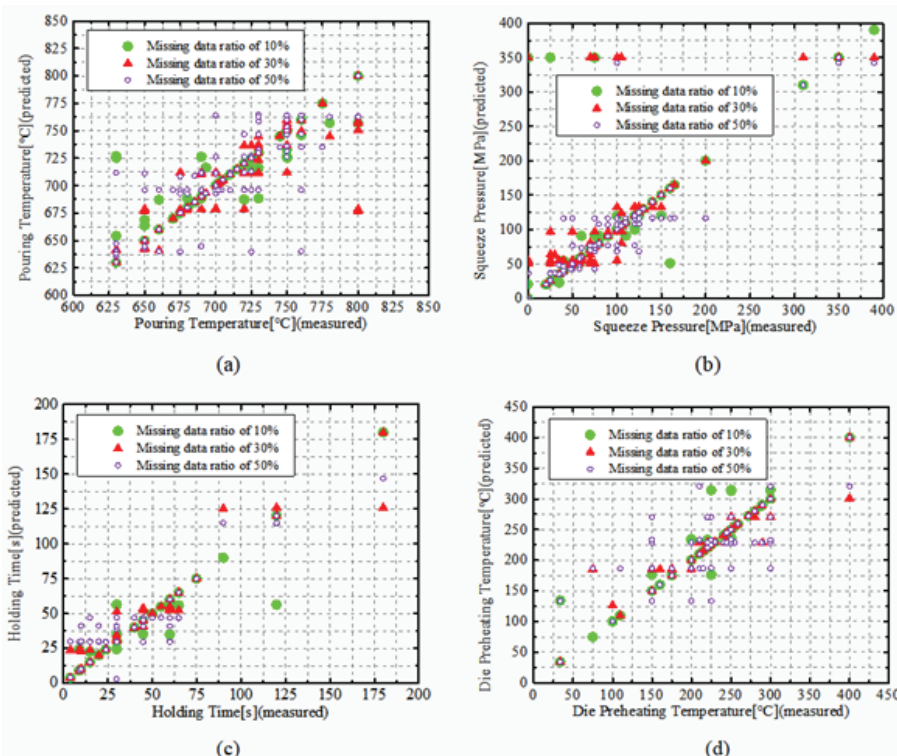 850
825
800
775
750
725
700
675
650
625
600
Pouring Temperature[°C](predicted)
Missing data ratio of 10%
Missing data ratio of 30%
Missing data ratio of 50%
600 625 650 675 700 725 750 775 800 825 850
Pouring Temperature[°C](measured)
(a)
400
350
300
250
200
150
100
50
0
Squeeze Pressure[MPa](predicted)
Missing data ratio of 10%
Missing data ratio of 30%
Missing data ratio of 50%
0 50 100 150 200 250 300 350 400
Squeeze Pressure[MPa](measured)
(b)
200
175
150
125
100
75
50
25
0
Holding Time[s](predicted)
Missing data ratio of 10%
Missing data ratio of 30%
Missing data ratio of 50%
0 25 50 75 100 125 150 175 200
Holding Time[s](measured)
(c)
450
400
350
300
250
200
150
100
50
0
Die Preheating Temperature[°C](predicted)
Missing data ratio of 10%
Missing data ratio of 30%
Missing data ratio of 50%
0 50 100 150 200 250 300 350 400 450
Die Preheating Temperature[°C](measured)
(d)